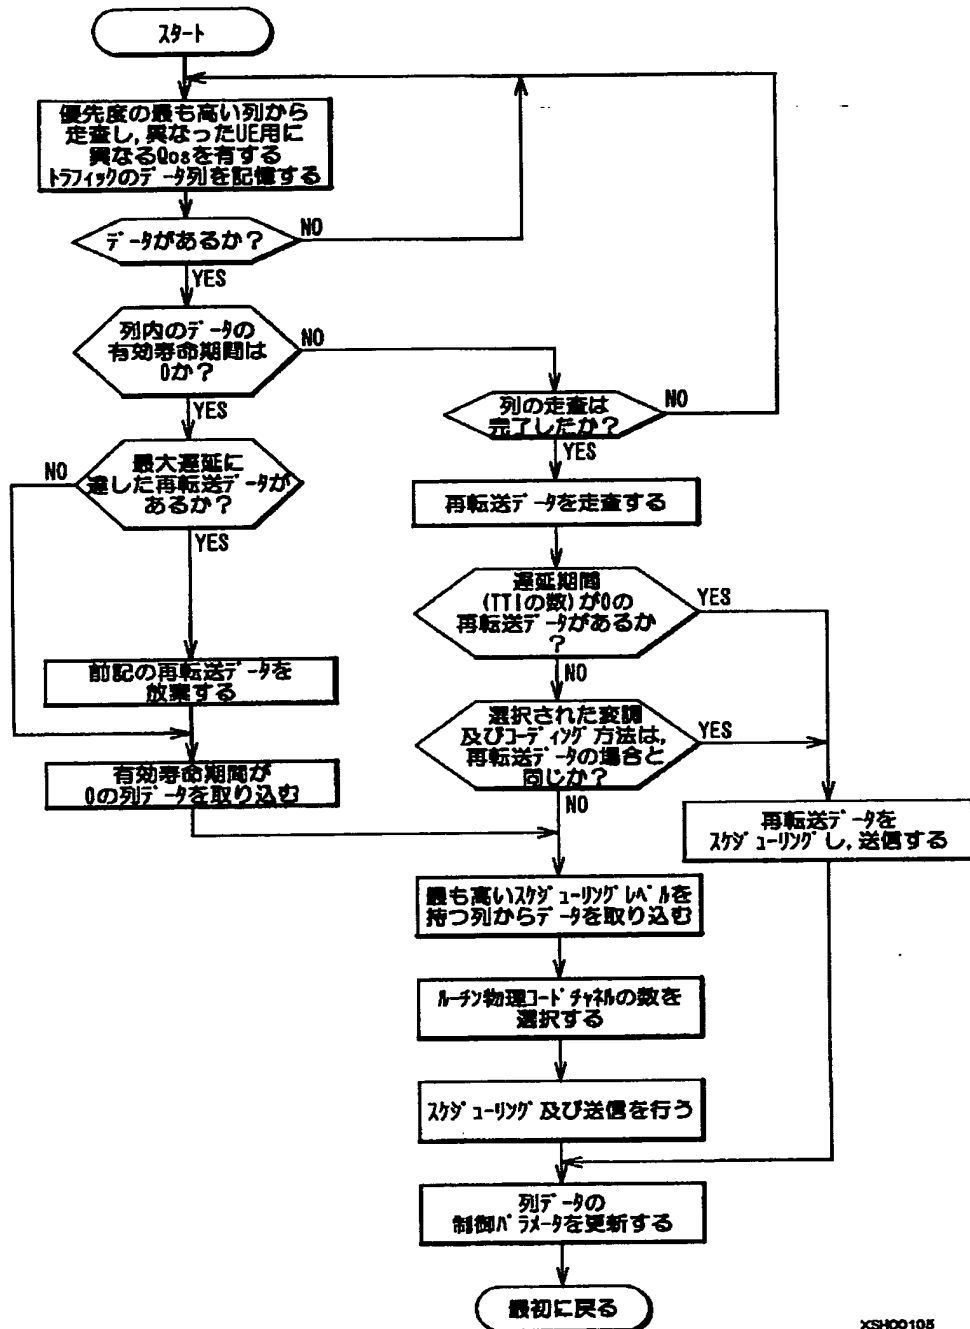 スタート
優先度の最も高い列から
走査し,異なったUE用に
異なるQosを有する
トラフィックのデータ列を記憶する
データがあるか？
NO
YES
列内のデータの
有効寿命期間は
0か？
NO
YES
列の走査は
完了したか？
NO
YES
最大遅延に
達した再転送データが
あるか？
NO
YES
再転送データを走査する
遅延期間
(TTIの数)が0の
再転送データがあるか
？
YES
NO
前記の再転送データを
放棄する
選択された変調
及びコーディング方法は,
再転送データの場合と
同じか？
YES
NO
有効寿命期間が
0の列データを取り込む
再転送データを
スケジューリングし,送信する
最も高いスケジューリングレベルを
持つ列からデータを取り込む
ルーチン物理コードチャネルの数を
選択する
スケジューリング及び送信を行う
列データの
制御パラメータを更新する
最初に戻る
XSH00105